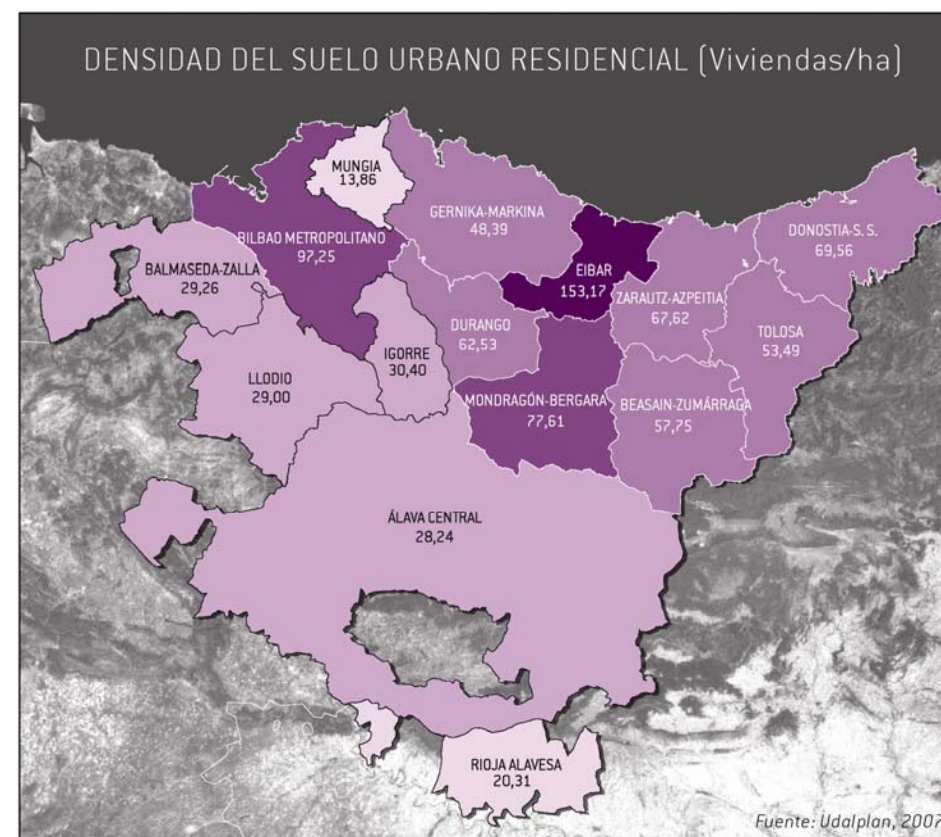 DENSIDAD DEL SUELO URBANO RESIDENCIAL (Viviendas/ha)
MUNGIA
13,86
GERNIKA-MARKINA
48,39
DONOSTIA-S. S.
69,56
BILBAO METROPOLITANO
97,25
EIBAR
153,17
BALMASEDA-ZALLA
29,26
ZARAUTZ-AZPEITIA
67,62
DURANGO
62,53
TOLOSA
53,49
IGORRE
30,40
LLODIO
29,00
MONDRAGÓN-BERGARA
77,61
BEASAIN-ZUMÁRRAGA
57,75
ÁLAVA CENTRAL
28,24
RIOJA ALAVESA
20,31
Fuente: Udalplan, 2007